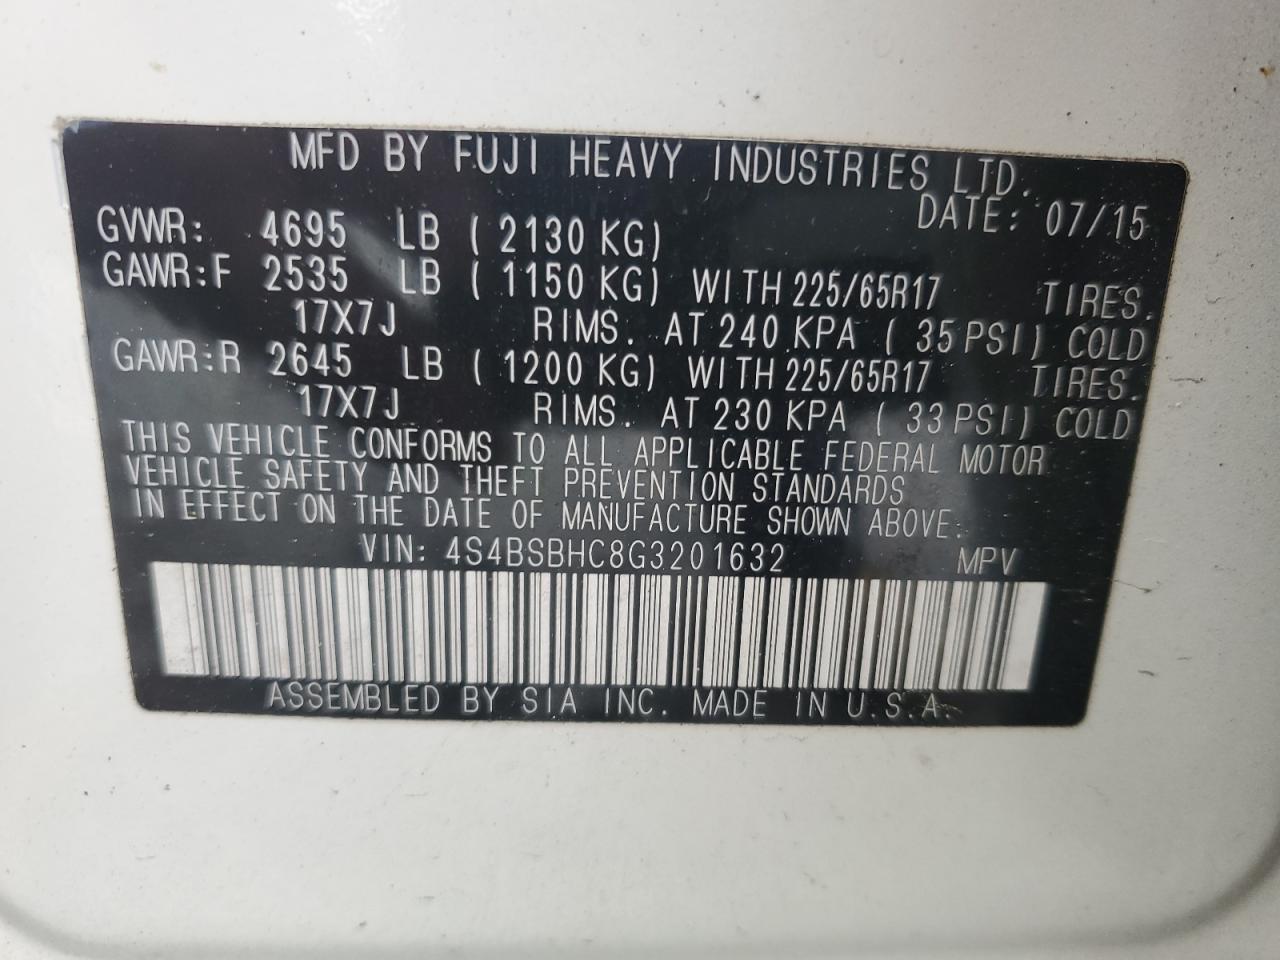 MFD BY FUJI HEAVY INDUSTRIES LTD.
DATE: 07/15
GVWR: 4695 LB ( 2130 KG)
GAWR:F 2535 LB ( 1150 KG) WITH 225/65R17 TIRES.
17X7J RIMS. AT 240 KPA ( 35 PSI) COLD
GAWR:R 2645 LB ( 1200 KG) WITH 225/65R17 TIRES.
17X7J RIMS. AT 230 KPA ( 33 PSI) COLD
THIS VEHICLE CONFORMS TO ALL APPLICABLE FEDERAL MOTOR
VEHICLE SAFETY AND THEFT PREVENTION STANDARDS
IN EFFECT ON THE DATE OF MANUFACTURE SHOWN ABOVE.
VIN: 4S4BSBHC8G3201632 MPV
ASSEMBLED BY SIA INC. MADE IN U.S.A.